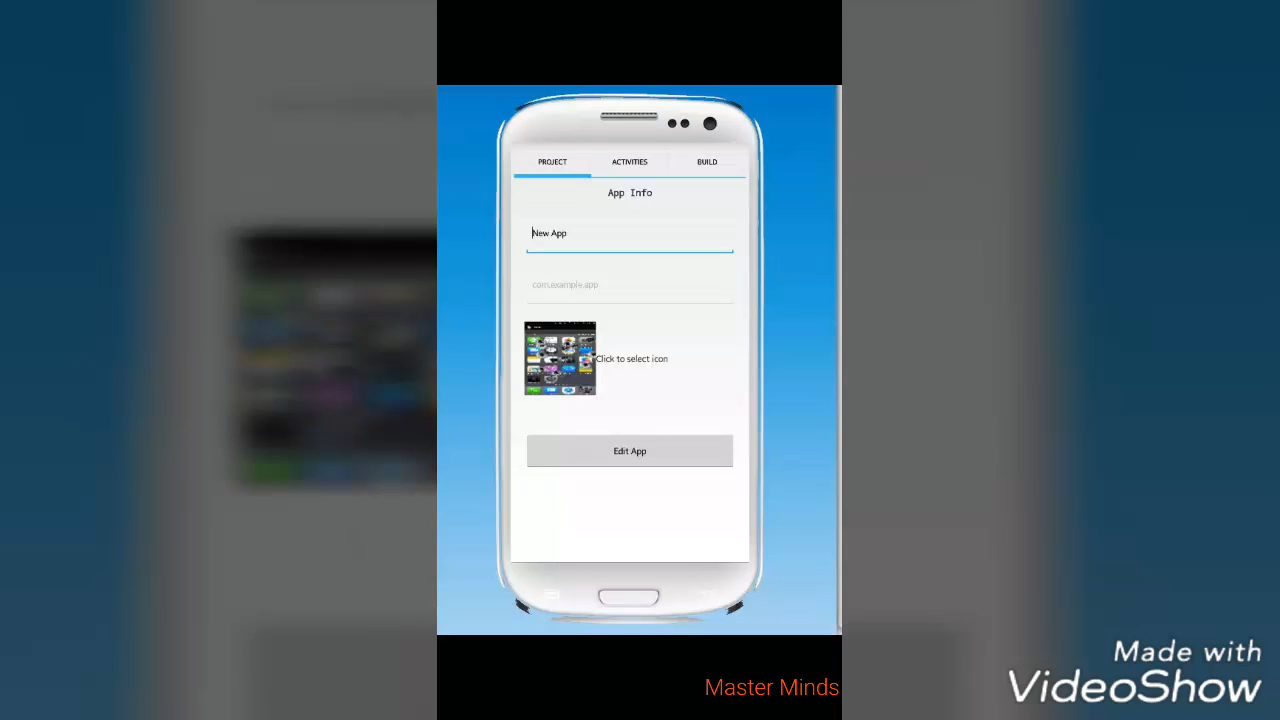 PROJECT
ACTIVITIES
BUILD
App Info
New App
com.example.app
Click to select icon
Edit App
Made with
VideoShow
Master Minds